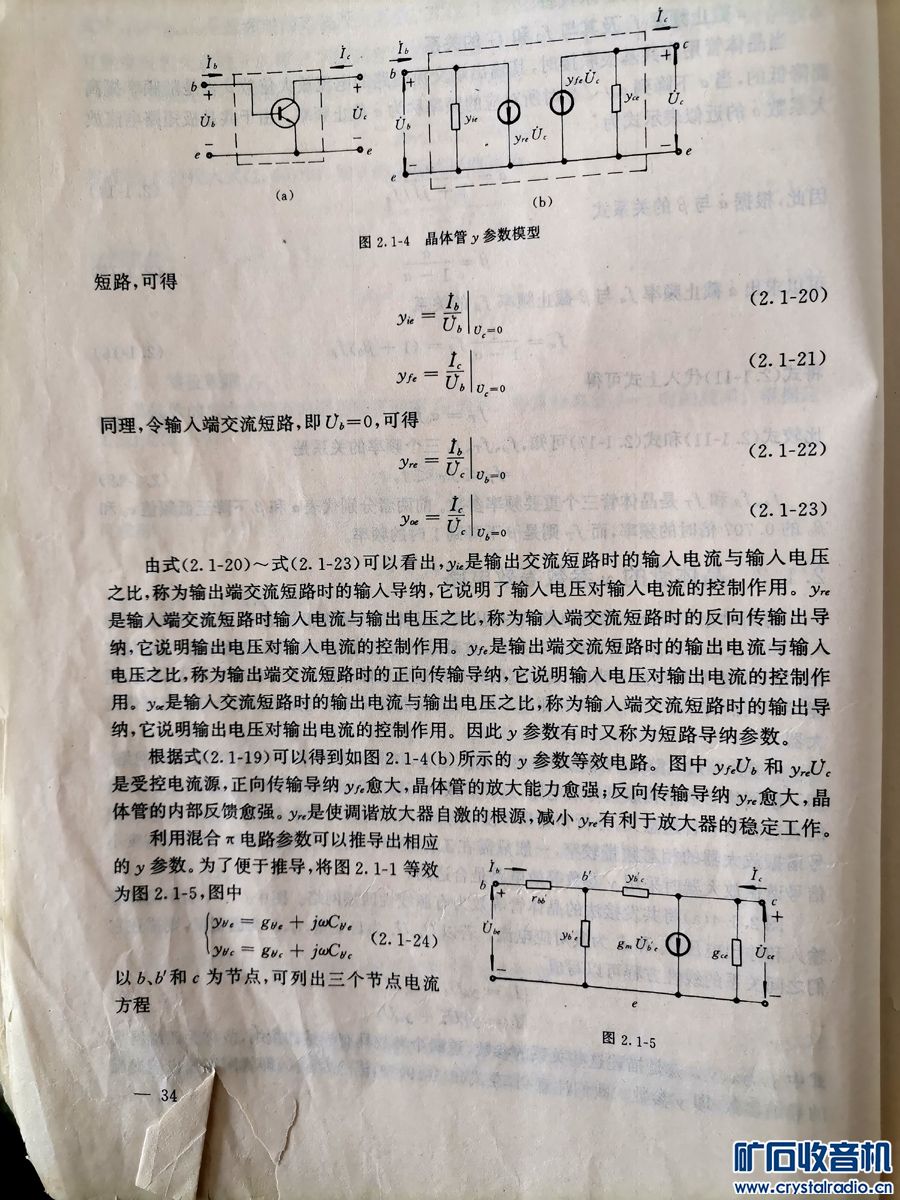 İb
İc
b
c
+
+
U̇b
U̇c
−
−
e
e
(a)
İb
İc
b
c
+
+
U̇b
yie
yreU̇c
yfeU̇c
yce
U̇c
−
−
e
e
(b)
图 2.1-4 晶体管 y 参数模型
短路,可得
yie = İb/U̇b |U̇c=0 (2.1-20)
yfe = İc/U̇b |U̇c=0 (2.1-21)
同理,令输入端交流短路,即 U̇b=0,可得
yre = İb/U̇c |U̇b=0 (2.1-22)
yoe = İc/U̇c |U̇b=0 (2.1-23)
由式(2.1-20)～式(2.1-23)可以看出,yie是输出交流短路时的输入电流与输入电压
之比,称为输出端交流短路时的输入导纳,它说明了输入电压对输入电流的控制作用。yre
是输入端交流短路时输入电流与输出电压之比,称为输入端交流短路时的反向传输出导
纳,它说明输出电压对输入电流的控制作用。yfe是输出端交流短路时的输出电流与输入
电压之比,称为输出端交流短路时的正向传输导纳,它说明输入电压对输出电流的控制作
用。yoe是输入交流短路时的输出电流与输出电压之比,称为输入端交流短路时的输出导
纳,它说明输出电压对输出电流的控制作用。因此 y 参数有时又称为短路导纳参数。
根据式(2.1-19)可以得到如图 2.1-4(b)所示的 y 参数等效电路。图中 yfeU̇b 和 yreU̇c
是受控电流源,正向传输导纳 yfe愈大,晶体管的放大能力愈强;反向传输导纳 yre愈大,晶
体管的内部反馈愈强。yre是使调谐放大器自激的根源,减小 yre有利于放大器的稳定工作。
利用混合 π 电路参数可以推导出相应
的 y 参数。为了便于推导,将图 2.1-1 等效
为图 2.1-5,图中
{yb′e = gb′e + jωCb′e
yb′c = gb′c + jωCb′c (2.1-24)
以 b、b′和 c 为节点,可列出三个节点电流
方程
İb
b
b′
yb′c
İc
c
rbb′
+
+
U̇be
yb′e
gmU̇b′c
gce
U̇ce
−
−
e
图 2.1-5
— 34
矿石收音机
www.crystalradio.cn